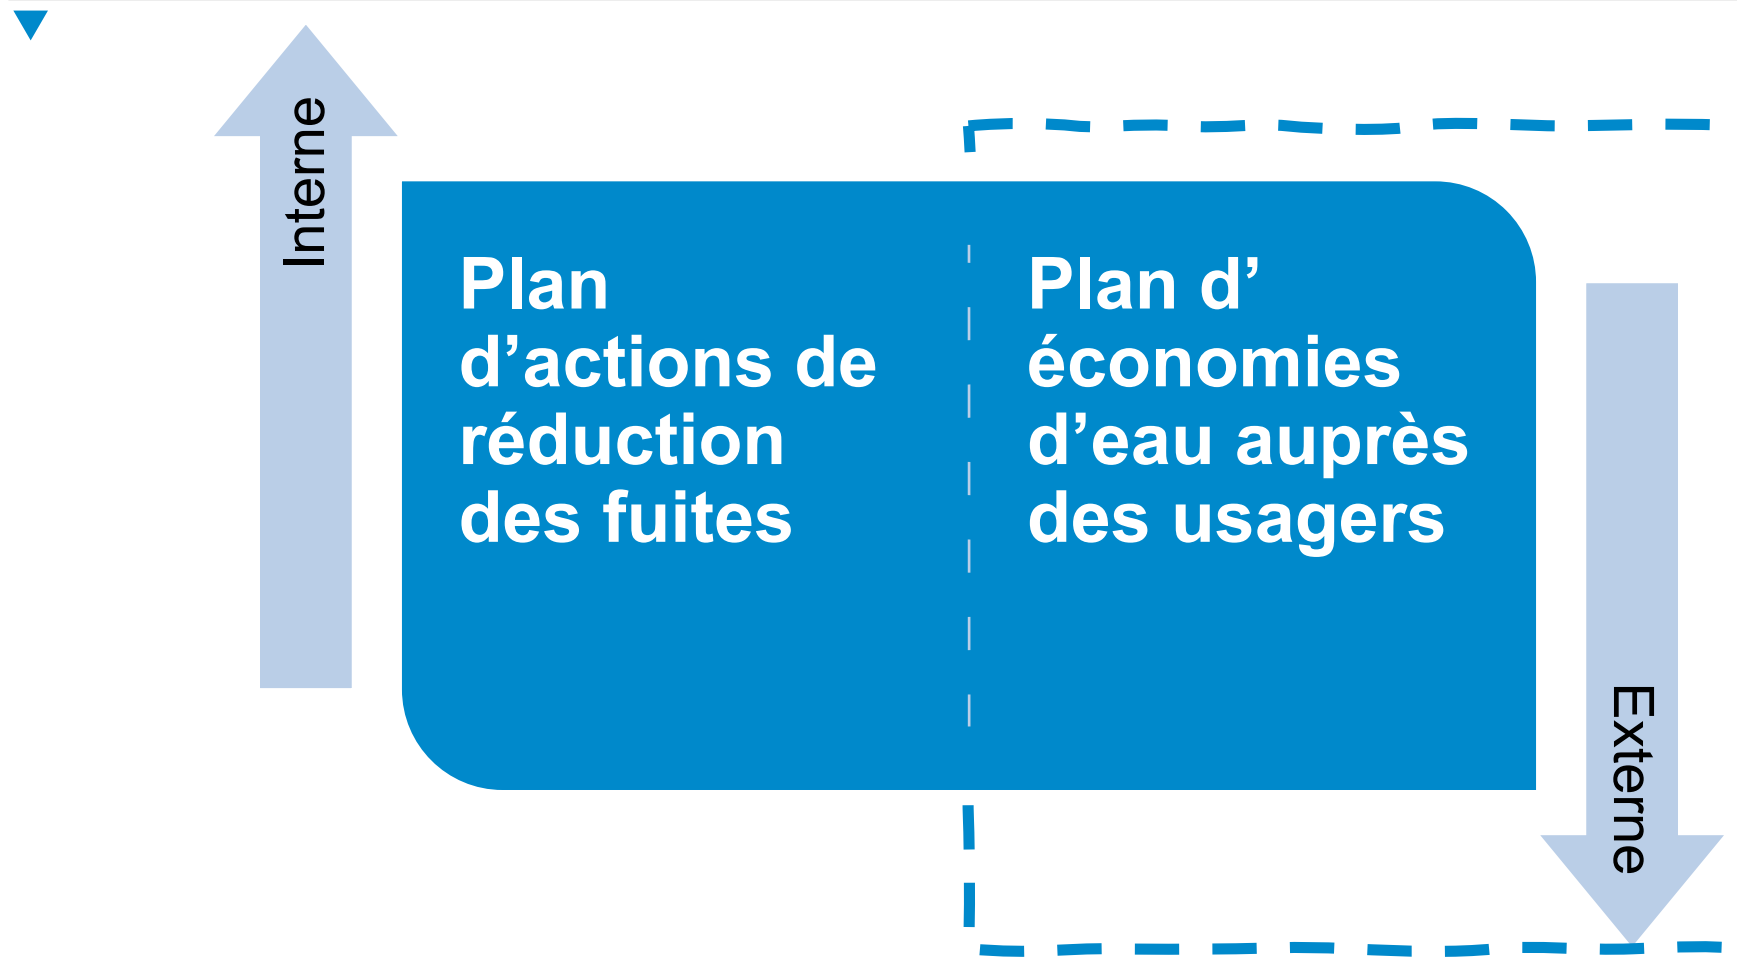 Interne
Plan
d’actions de
réduction
des fuites
Plan d’
économies
d’eau auprès
des usagers
Externe